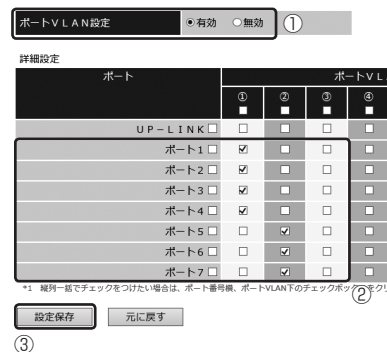 ポートVLAN設定 ●有効 ○無効 ①
詳細設定
ポート ポートVL
① ② ③ ④
UP-LINK
ポート1
ポート2
ポート3
ポート4
ポート5
ポート6
ポート7
*1 縦列一括でチェックをつけたい場合は、ポート番号横、ポートVLAN下のチェックボックスをクリ
②
設定保存 元に戻す
③